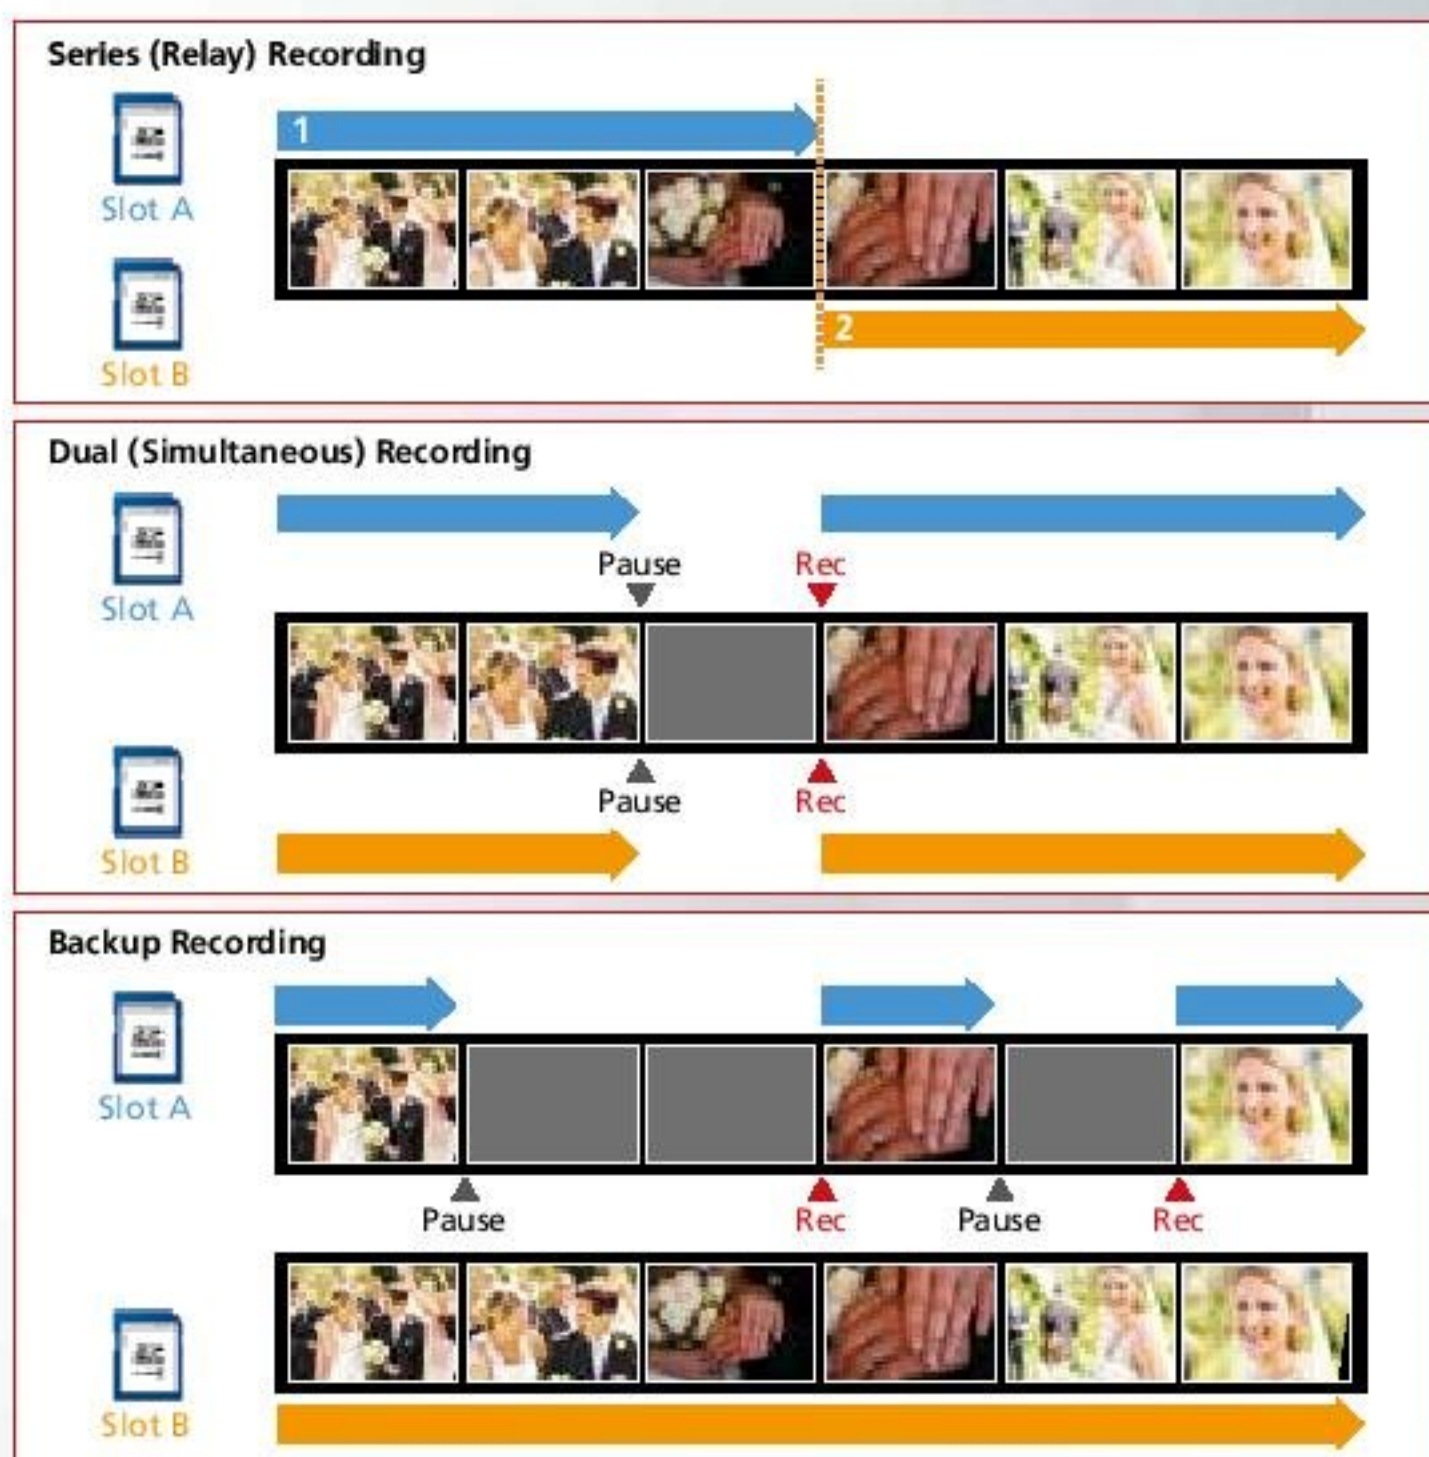 Series (Relay) Recording
1
Slot A
Slot B
2
Dual (Simultaneous) Recording
Slot A
Pause Rec
Pause Rec
Slot B
Backup Recording
Slot A
Pause Rec Pause Rec
Slot B